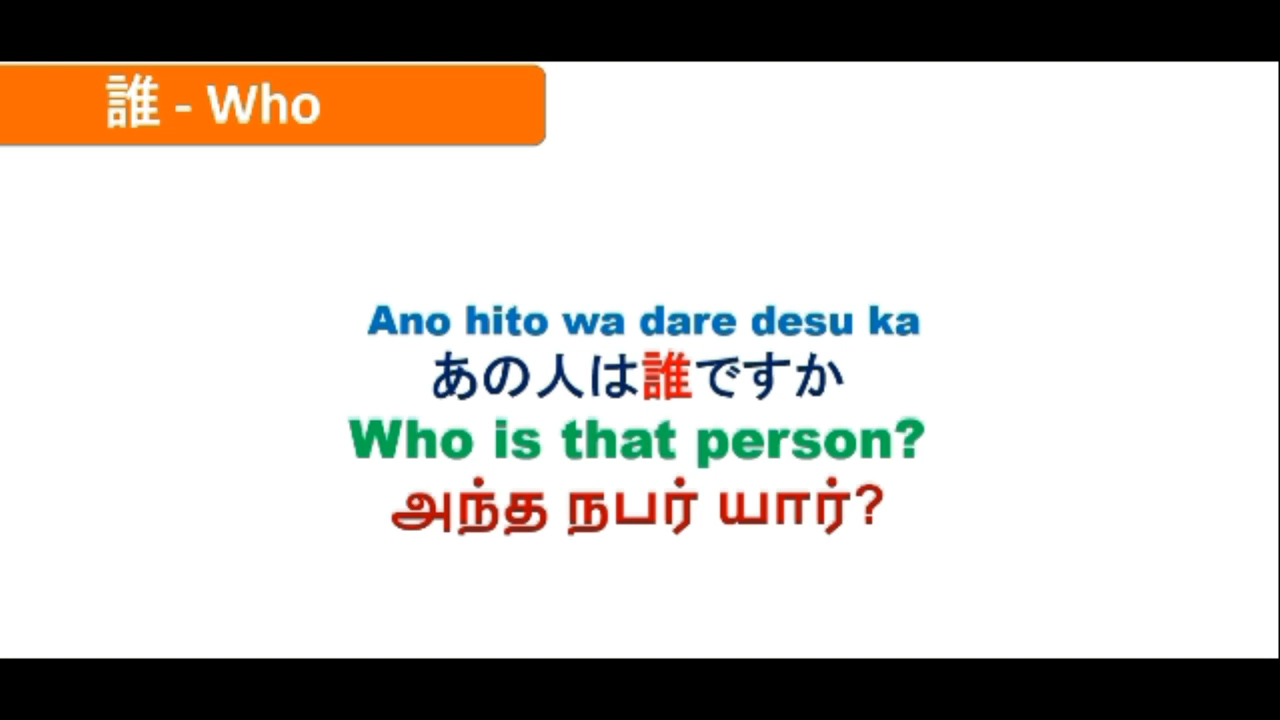 誰 - Who
Ano hito wa dare desu ka
あの人は誰ですか
Who is that person?
அந்த நபர் யார்?